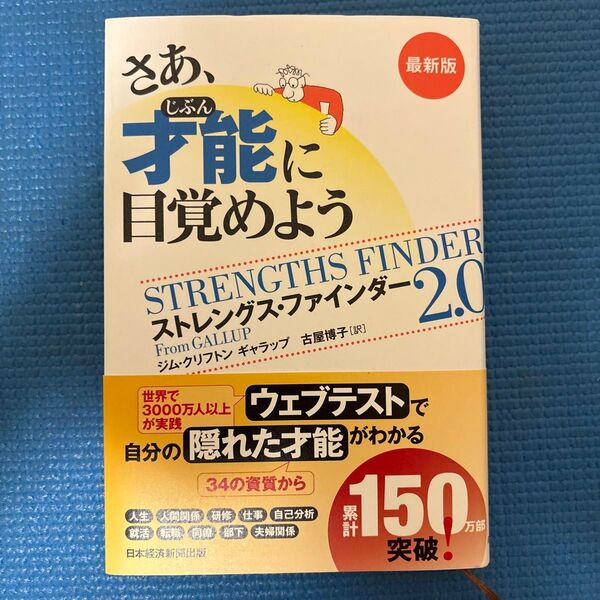 最新版
さあ、
じぶん
才能に
目覚めよう
STRENGTHS FINDER
ストレングス・ファインダー2.0
From GALLUP
ジム・クリフトン ギャラップ 古屋博子[訳]
世界で
3000万人以上
が実践
ウェブテストで
自分の隠れた才能がわかる
34の資質から
人生 人間関係 研修 仕事 自己分析
就活 転職 同僚 部下 夫婦関係
日本経済新聞出版
累計150万部
突破!